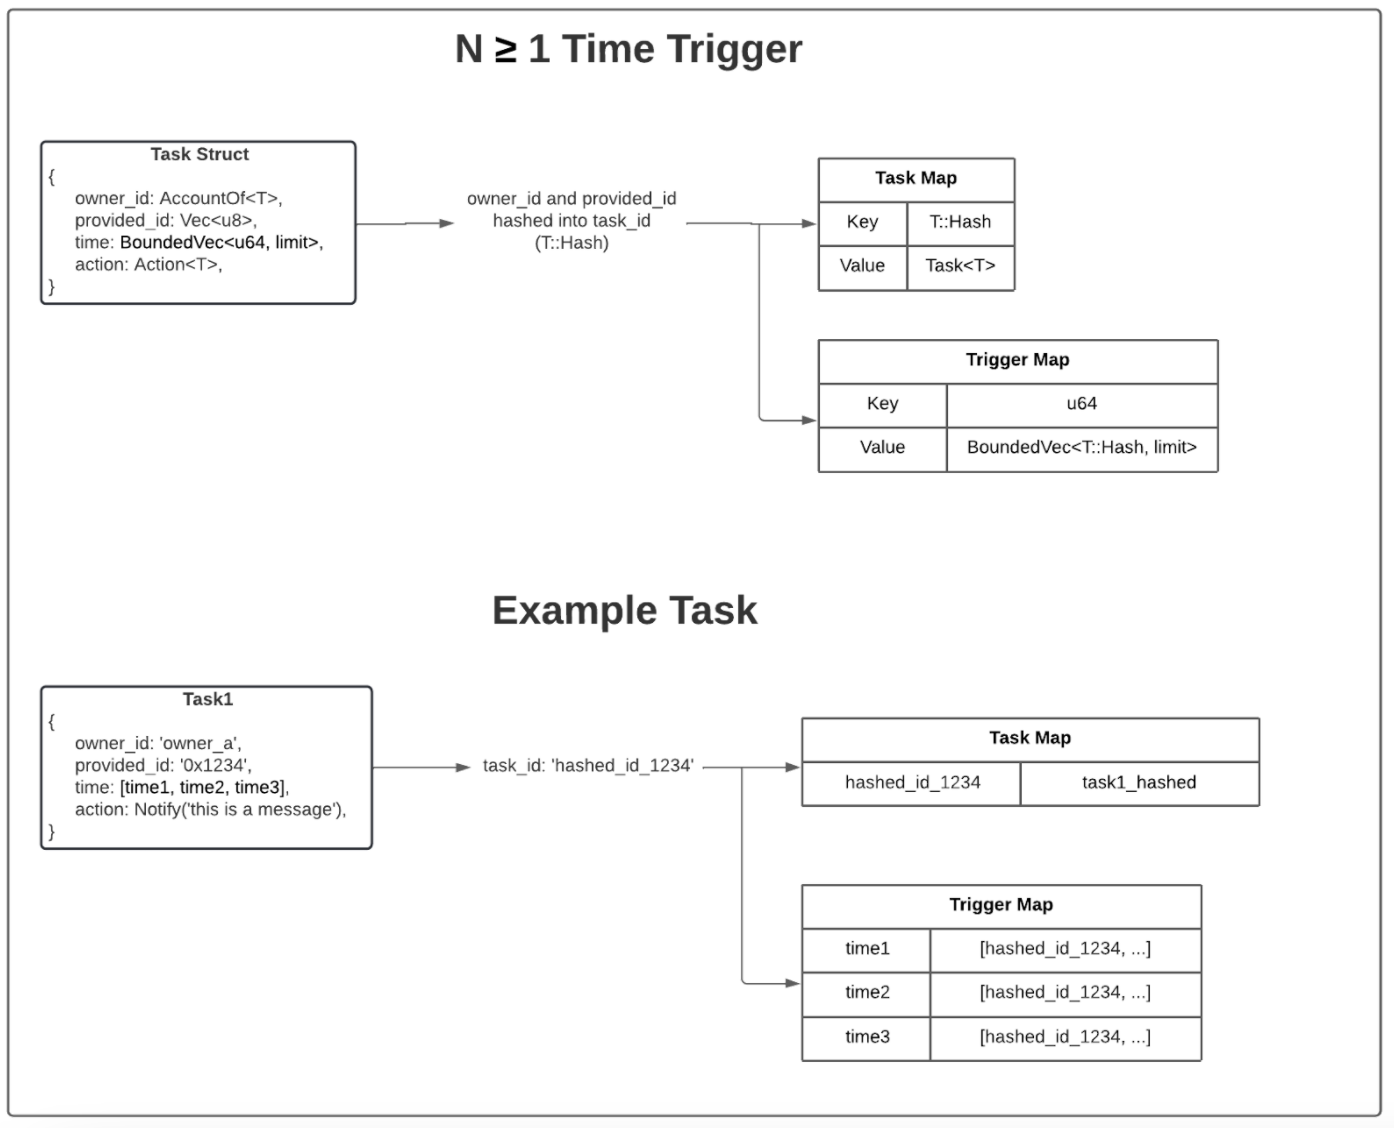 N ≥ 1 Time Trigger
Task Struct
{
owner_id: AccountOf<T>,
provided_id: Vec<u8>,
time: BoundedVec<u64, limit>,
action: Action<T>,
}
owner_id and provided_id
hashed into task_id
(T::Hash)
Task Map
Key T::Hash
Value Task<T>
Trigger Map
Key u64
Value BoundedVec<T::Hash, limit>
Example Task
Task1
{
owner_id: 'owner_a',
provided_id: '0x1234',
time: [time1, time2, time3],
action: Notify('this is a message'),
}
task_id: 'hashed_id_1234'
Task Map
hashed_id_1234 task1_hashed
Trigger Map
time1 [hashed_id_1234, ...]
time2 [hashed_id_1234, ...]
time3 [hashed_id_1234, ...]